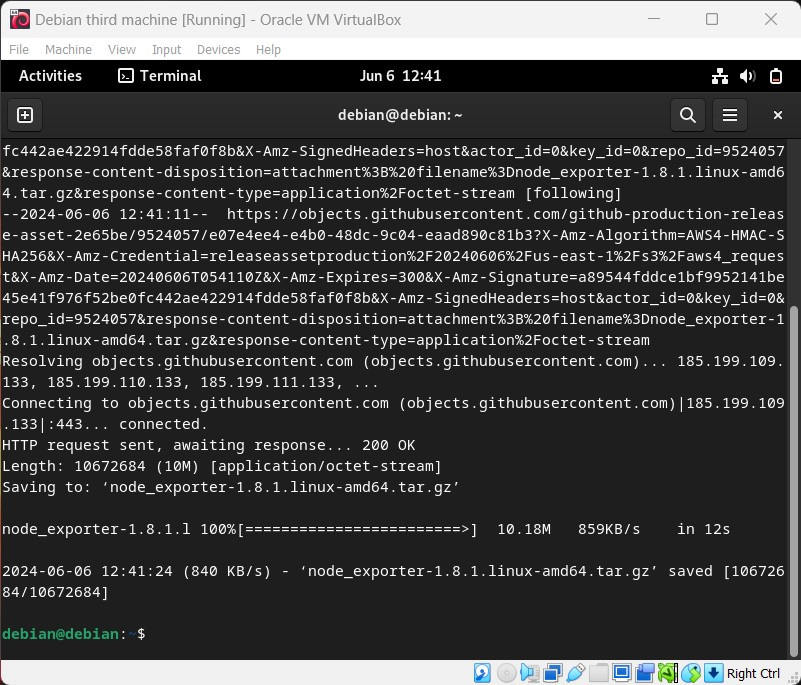 Debian third machine [Running] - Oracle VM VirtualBox
File Machine View Input Devices Help
Activities Terminal Jun 6 12:41
debian@debian: ~
fc442ae422914fdde58faf0f8b&X-Amz-SignedHeaders=host&actor_id=0&key_id=0&repo_id=9524057
&response-content-disposition=attachment%3B%20filename%3Dnode_exporter-1.8.1.linux-amd6
4.tar.gz&response-content-type=application%2Foctet-stream [following]
--2024-06-06 12:41:11--  https://objects.githubusercontent.com/github-production-releas
e-asset-2e65be/9524057/e07e4ee4-e4b0-48dc-9c04-eaad890c81b3?X-Amz-Algorithm=AWS4-HMAC-S
HA256&X-Amz-Credential=releaseassetproduction%2F20240606%2Fus-east-1%2Fs3%2Faws4_reques
t&X-Amz-Date=20240606T054110Z&X-Amz-Expires=300&X-Amz-Signature=a89544fddce1bf9952141be
45e41f976f52be0fc442ae422914fdde58faf0f8b&X-Amz-SignedHeaders=host&actor_id=0&key_id=0&
repo_id=9524057&response-content-disposition=attachment%3B%20filename%3Dnode_exporter-1
.8.1.linux-amd64.tar.gz&response-content-type=application%2Foctet-stream
Resolving objects.githubusercontent.com (objects.githubusercontent.com)... 185.199.109.
133, 185.199.110.133, 185.199.111.133, ...
Connecting to objects.githubusercontent.com (objects.githubusercontent.com)|185.199.109
.133|:443... connected.
HTTP request sent, awaiting response... 200 OK
Length: 10672684 (10M) [application/octet-stream]
Saving to: ‘node_exporter-1.8.1.linux-amd64.tar.gz’
node_exporter-1.8.1.l 100%[========================>]  10.18M   859KB/s    in 12s
2024-06-06 12:41:24 (840 KB/s) - ‘node_exporter-1.8.1.linux-amd64.tar.gz’ saved [106726
84/10672684]
debian@debian:~$
Right Ctrl